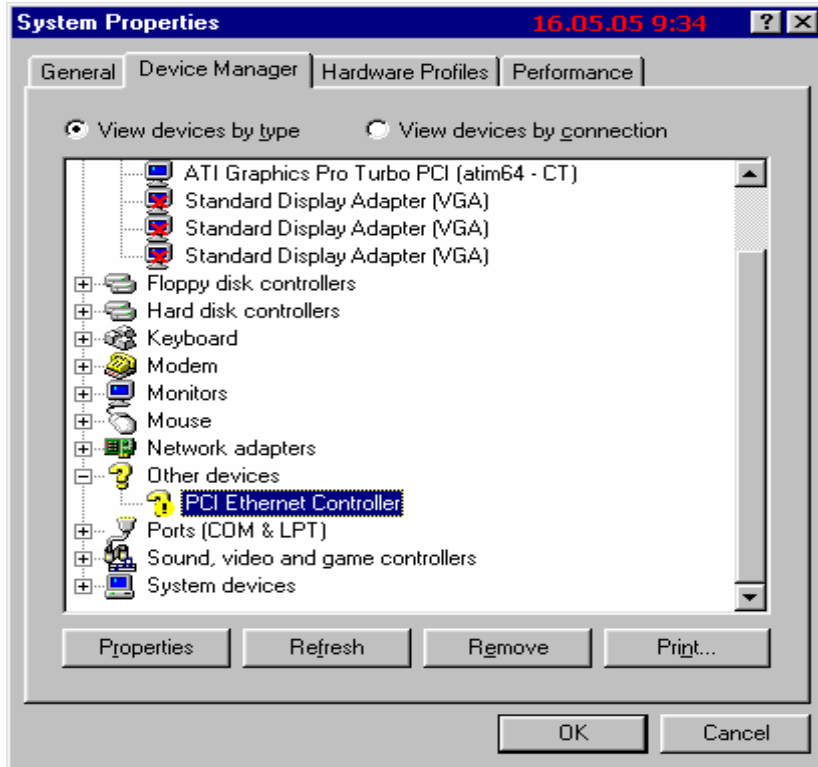 System Properties 16.05.05 9:34 ? X
General Device Manager Hardware Profiles Performance
View devices by type View devices by connection
ATI Graphics Pro Turbo PCI (atim64 - CT)
Standard Display Adapter (VGA)
Standard Display Adapter (VGA)
Standard Display Adapter (VGA)
Floppy disk controllers
Hard disk controllers
Keyboard
Modem
Monitors
Mouse
Network adapters
Other devices
PCI Ethernet Controller
Ports (COM & LPT)
Sound, video and game controllers
System devices
Properties Refresh Remove Print...
OK Cancel